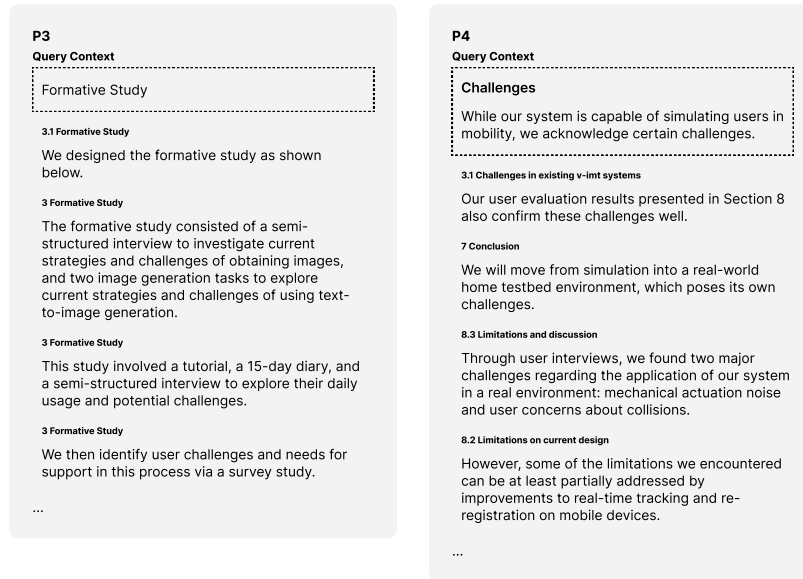 P3
Query Context
Formative Study
3.1 Formative Study
We designed the formative study as shown
below.
3 Formative Study
The formative study consisted of a semi-
structured interview to investigate current
strategies and challenges of obtaining images,
and two image generation tasks to explore
current strategies and challenges of using text-
to-image generation.
3 Formative Study
This study involved a tutorial, a 15-day diary, and
a semi-structured interview to explore their daily
usage and potential challenges.
3 Formative Study
We then identify user challenges and needs for
support in this process via a survey study.
...
P4
Query Context
Challenges
While our system is capable of simulating users in
mobility, we acknowledge certain challenges.
3.1 Challenges in existing v-imt systems
Our user evaluation results presented in Section 8
also confirm these challenges well.
7 Conclusion
We will move from simulation into a real-world
home testbed environment, which poses its own
challenges.
8.3 Limitations and discussion
Through user interviews, we found two major
challenges regarding the application of our system
in a real environment: mechanical actuation noise
and user concerns about collisions.
8.2 Limitations on current design
However, some of the limitations we encountered
can be at least partially addressed by
improvements to real-time tracking and re-
registration on mobile devices.
...